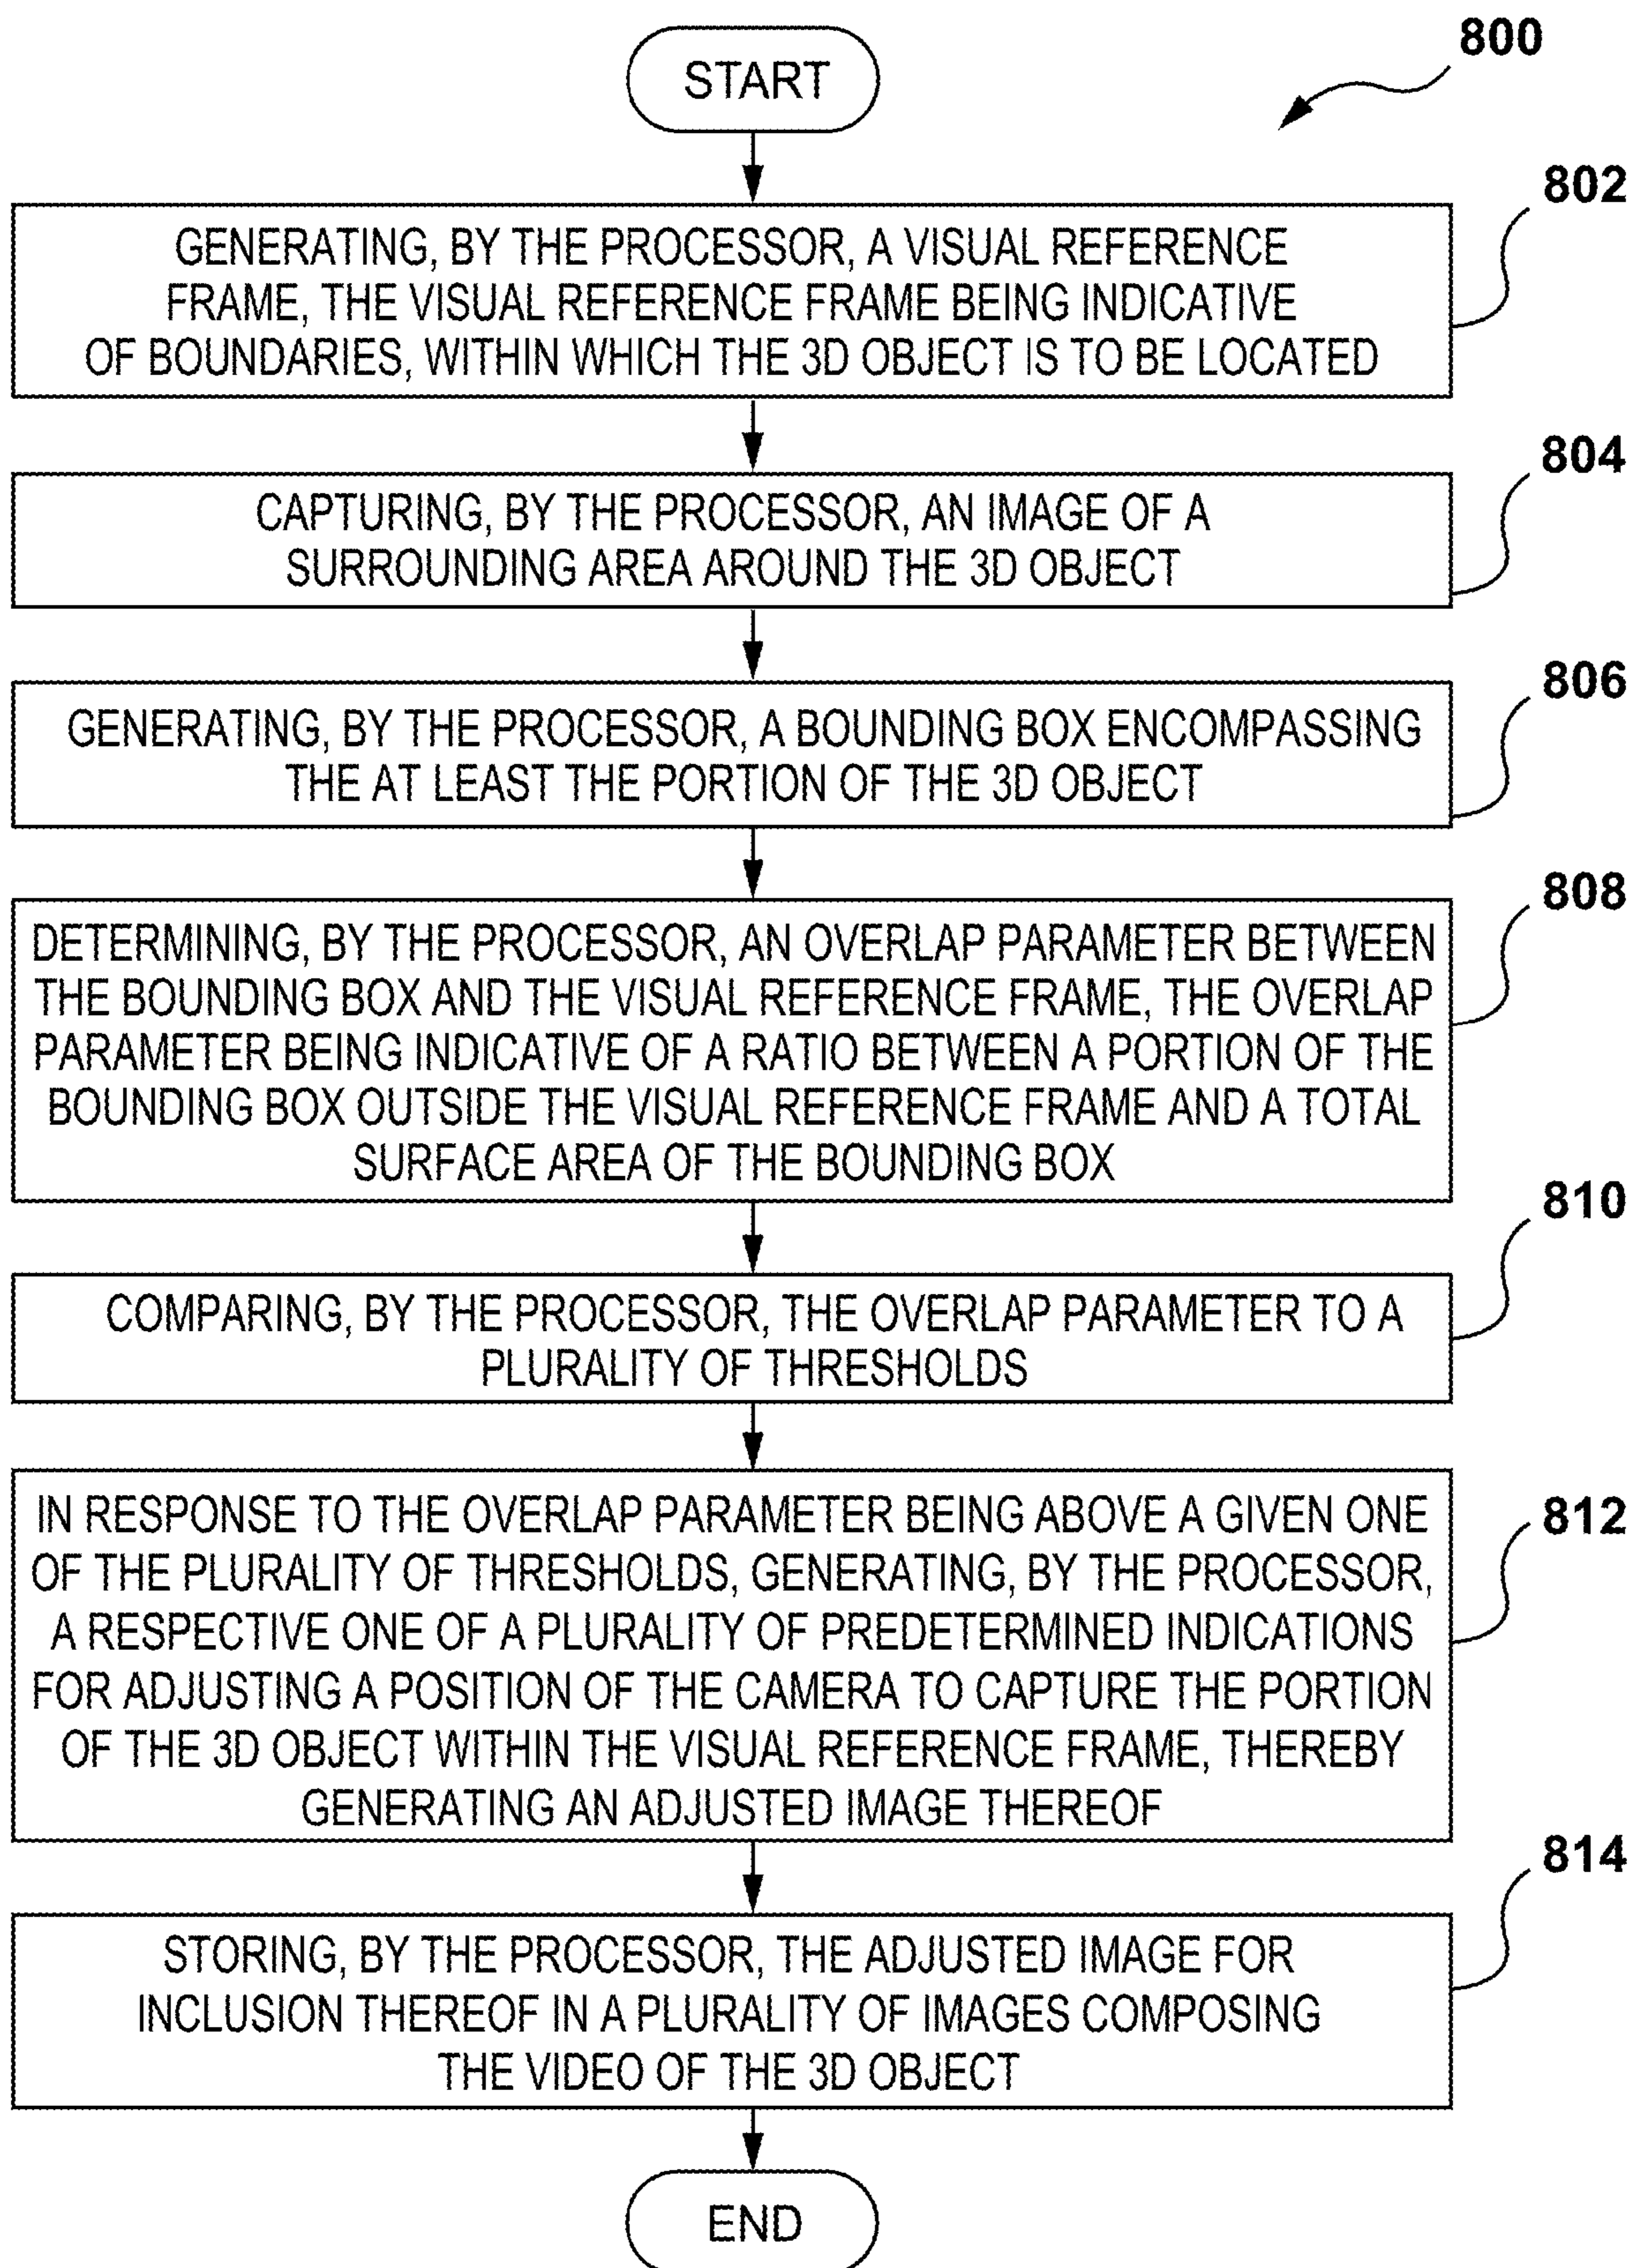 800
START
802
GENERATING, BY THE PROCESSOR, A VISUAL REFERENCE
FRAME, THE VISUAL REFERENCE FRAME BEING INDICATIVE
OF BOUNDARIES, WITHIN WHICH THE 3D OBJECT IS TO BE LOCATED
804
CAPTURING, BY THE PROCESSOR, AN IMAGE OF A
SURROUNDING AREA AROUND THE 3D OBJECT
806
GENERATING, BY THE PROCESSOR, A BOUNDING BOX ENCOMPASSING
THE AT LEAST THE PORTION OF THE 3D OBJECT
808
DETERMINING, BY THE PROCESSOR, AN OVERLAP PARAMETER BETWEEN
THE BOUNDING BOX AND THE VISUAL REFERENCE FRAME, THE OVERLAP
PARAMETER BEING INDICATIVE OF A RATIO BETWEEN A PORTION OF THE
BOUNDING BOX OUTSIDE THE VISUAL REFERENCE FRAME AND A TOTAL
SURFACE AREA OF THE BOUNDING BOX
810
COMPARING, BY THE PROCESSOR, THE OVERLAP PARAMETER TO A
PLURALITY OF THRESHOLDS
812
IN RESPONSE TO THE OVERLAP PARAMETER BEING ABOVE A GIVEN ONE
OF THE PLURALITY OF THRESHOLDS, GENERATING, BY THE PROCESSOR,
A RESPECTIVE ONE OF A PLURALITY OF PREDETERMINED INDICATIONS
FOR ADJUSTING A POSITION OF THE CAMERA TO CAPTURE THE PORTION
OF THE 3D OBJECT WITHIN THE VISUAL REFERENCE FRAME, THEREBY
GENERATING AN ADJUSTED IMAGE THEREOF
814
STORING, BY THE PROCESSOR, THE ADJUSTED IMAGE FOR
INCLUSION THEREOF IN A PLURALITY OF IMAGES COMPOSING
THE VIDEO OF THE 3D OBJECT
END